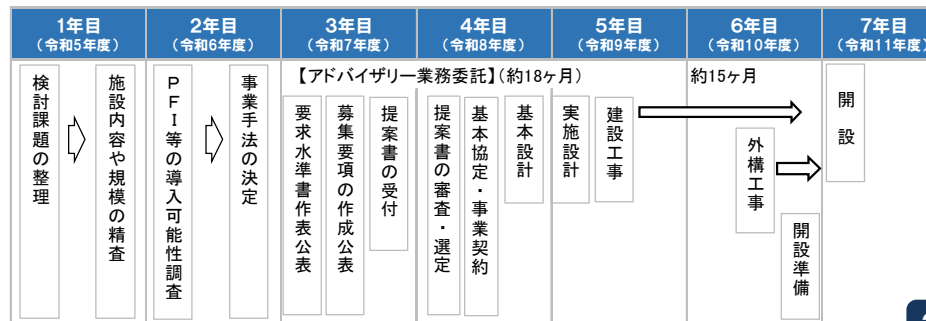 1年目
(令和5年度)
2年目
(令和6年度)
3年目
(令和7年度)
4年目
(令和8年度)
5年目
(令和9年度)
6年目
(令和10年度)
7年目
(令和11年度)
【アドバイザリー業務委託】(約18ヶ月)
約15ヶ月
検討課題の整理
施設内容や規模の精査
PFI等の導入可能性調査
事業手法の決定
要求水準書作表公表
募集要項の作成公表
提案書の受付
提案書の審査・選定
基本協定・事業契約
基本設計
実施設計
建設工事
外構工事
開設準備
開設